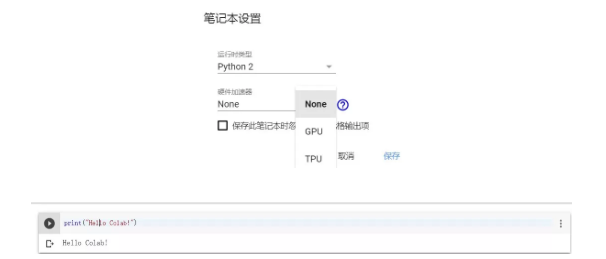 笔记本设置
运行时类型
Python 2
硬件加速器
None
None
GPU
TPU
保存此笔记本时忽 格输出项
取消 保存
print("Hello Colab!")
Hello Colab!